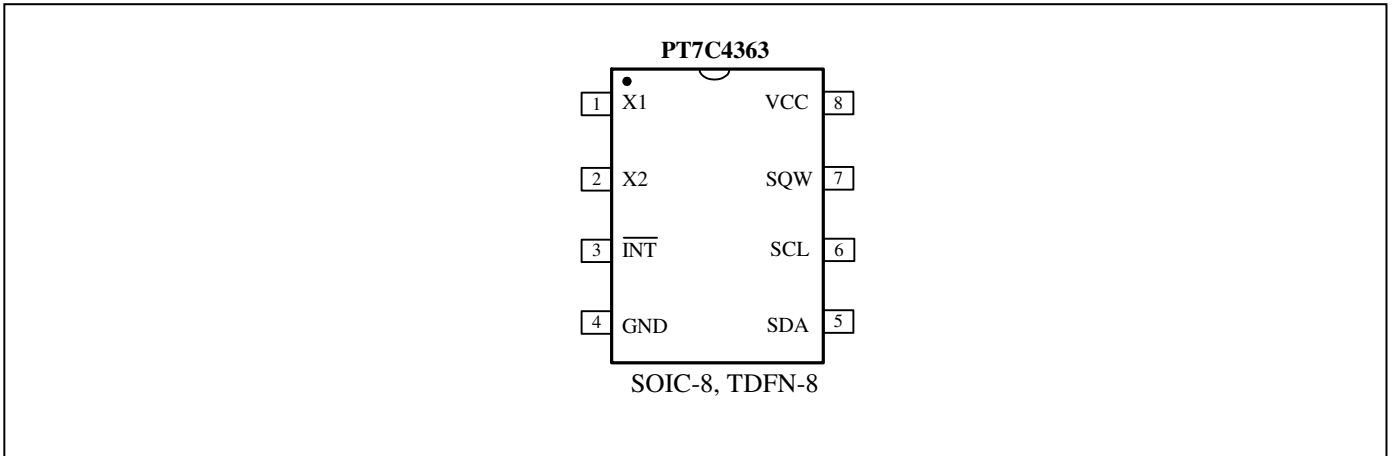 PT7C4363
1 X1 VCC 8
2 X2 SQW 7
3 INT SCL 6
4 GND SDA 5
SOIC-8, TDFN-8